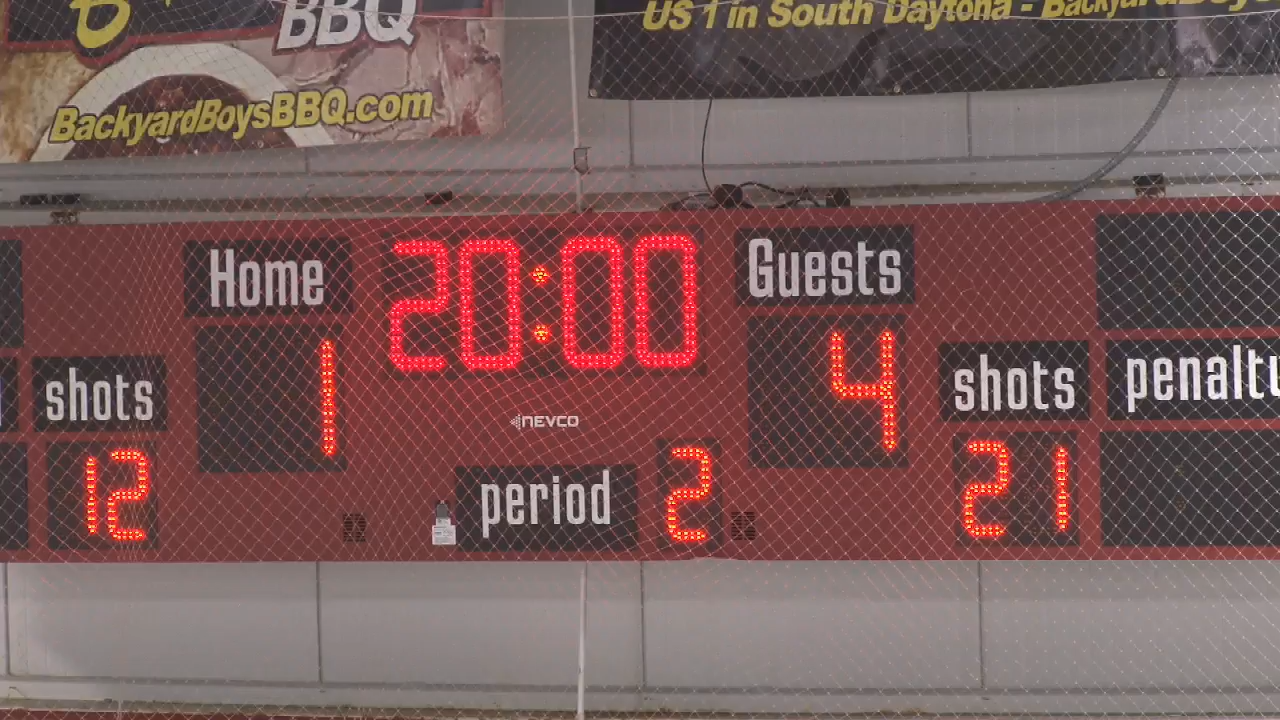 BBQ
BackyardBoysBBQ.com
US 1 in South Daytona - BackyardBoys
Home
20:00
Guests
1
4
shots
shots
penalty
NEVCO
12
period
2
21